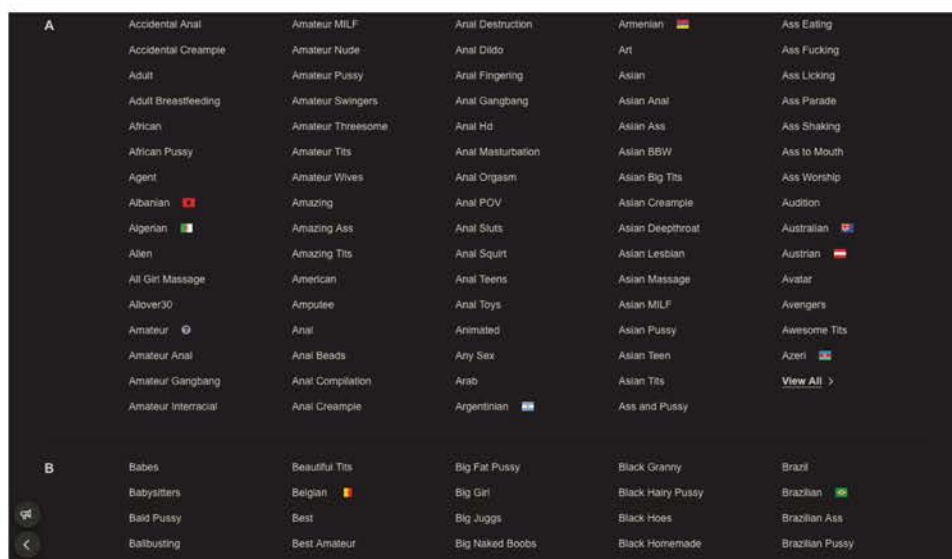 A
Accidental Anal
Accidental Creampie
Adult
Adult Breastfeeding
African
African Pussy
Agent
Albanian
Algerian
Alien
All Girl Massage
Allover30
Amateur
Amateur Anal
Amateur Gangbang
Amateur Interracial
Amateur MILF
Amateur Nude
Amateur Pussy
Amateur Swingers
Amateur Threesome
Amateur Tits
Amateur Wives
Amazing
Amazing Ass
Amazing Tits
American
Amputee
Anal
Anal Beads
Anal Compilation
Anal Creampie
Anal Destruction
Anal Dildo
Anal Fingering
Anal Gangbang
Anal Hd
Anal Masturbation
Anal Orgasm
Anal POV
Anal Sluts
Anal Squirt
Anal Teens
Anal Toys
Animated
Any Sex
Arab
Argentinian
Armenian
Art
Asian
Asian Anal
Asian Ass
Asian BBW
Asian Big Tits
Asian Creampie
Asian Deepthroat
Asian Lesbian
Asian Massage
Asian MILF
Asian Pussy
Asian Teen
Asian Tits
Ass and Pussy
Ass Eating
Ass Fucking
Ass Licking
Ass Parade
Ass Shaking
Ass to Mouth
Ass Worship
Audition
Australian
Austrian
Avatar
Avengers
Awesome Tits
Azeri
View All >
B
Babes
Babysitters
Bald Pussy
Ballbusting
Beautiful Tits
Belgian
Best
Best Amateur
Big Fat Pussy
Big Girl
Big Juggs
Big Naked Boobs
Black Granny
Black Hairy Pussy
Black Hoes
Black Homemade
Brazil
Brazilian
Brazilian Ass
Brazilian Pussy